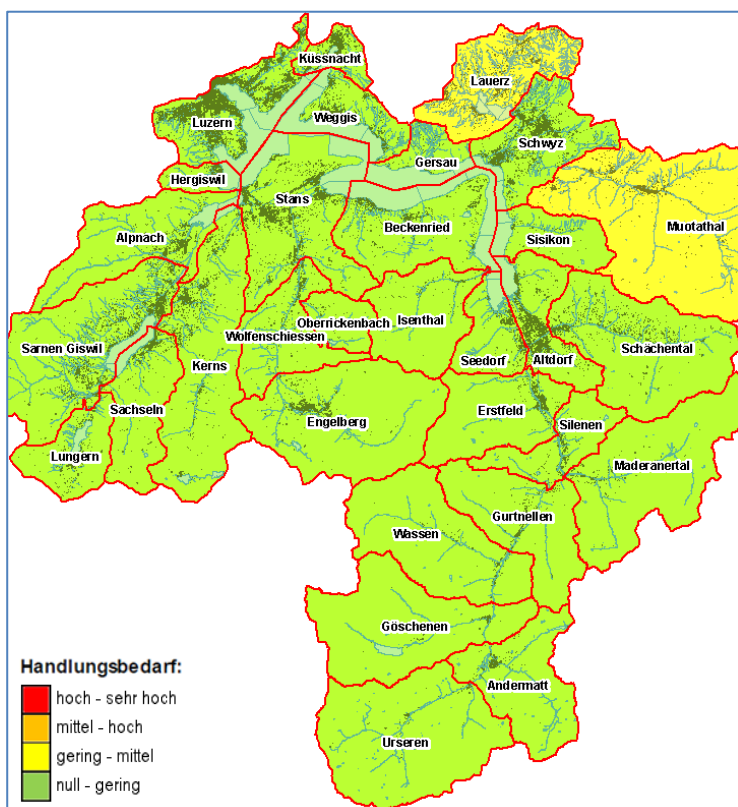 Küssnacht
Lauerz
Luzern
Weggis
Schwyz
Gersau
Hergiswil
Stans
Muotathal
Beckenried
Sisikon
Alpnach
Oberrickenbach
Isenthal
Wolfenschiessen
Sarnen Giswil
Kerns
Seedorf
Altdorf
Schächental
Sachseln
Engelberg
Erstfeld
Silenen
Lungern
Maderanertal
Gurtnellen
Wassen
Göschenen
Andermatt
Urseren
Handlungsbedarf:
hoch - sehr hoch
mittel - hoch
gering - mittel
null - gering